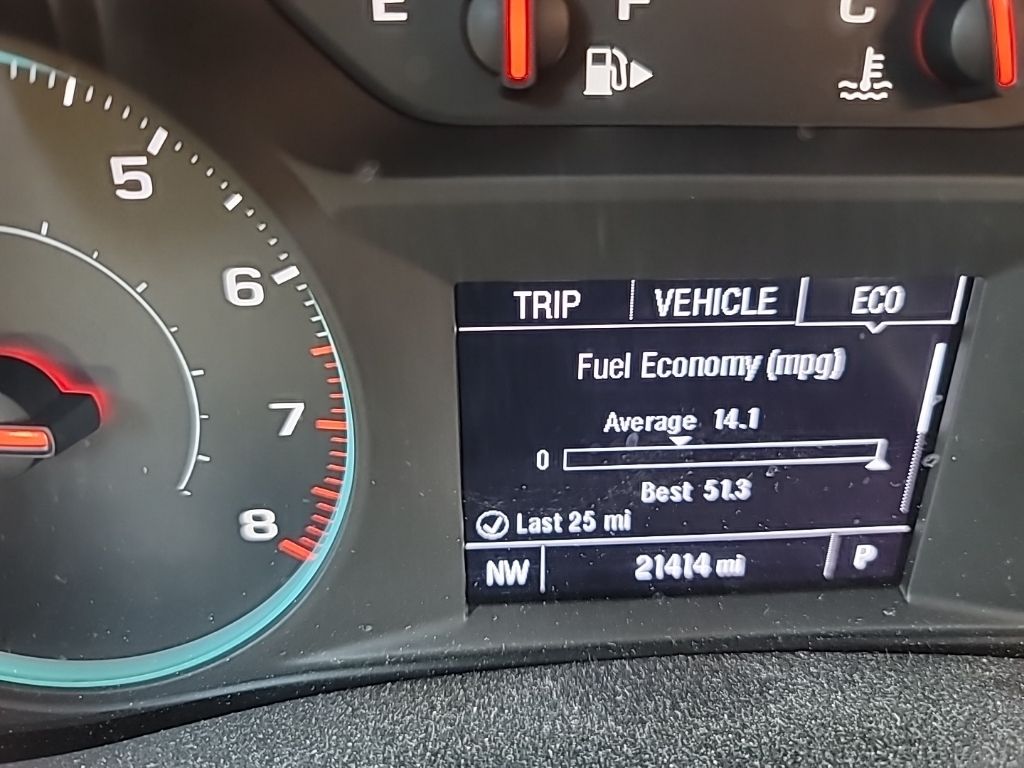 E F C
5
6
7
8
TRIP VEHICLE ECO
Fuel Economy (mpg)
Average 14.1
0
Best 51.3
Last 25 mi
NW 21414 mi P